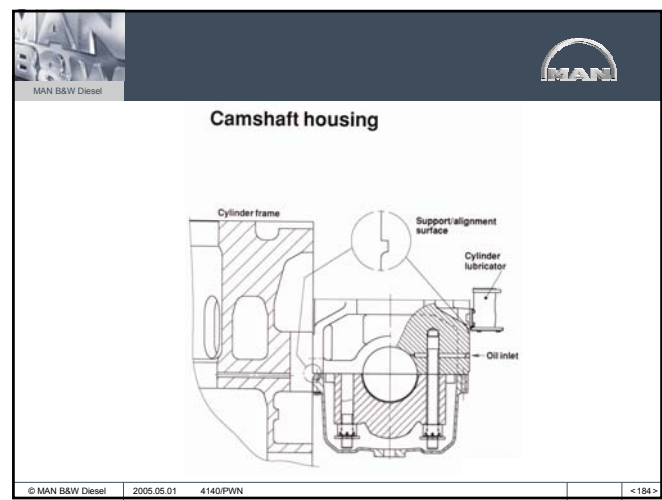 MAN
B&W
MAN B&W Diesel
MAN
Camshaft housing
Cylinder frame
Support/alignment
surface
Cylinder
lubricator
Oil inlet
© MAN B&W Diesel 2005.05.01 4140/PWN <184>